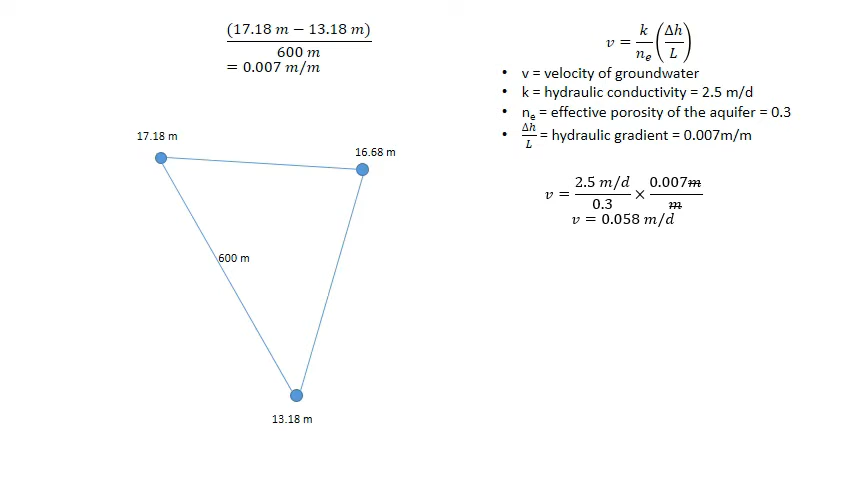 (17.18 m − 13.18 m)
600 m
= 0.007 m/m
17.18 m
16.68 m
600 m
13.18 m
v = k/nₑ (Δh/L)
• v = velocity of groundwater
• k = hydraulic conductivity = 2.5 m/d
• nₑ = effective porosity of the aquifer = 0.3
• Δh/L = hydraulic gradient = 0.007m/m
v = 2.5 m/d / 0.3 × 0.007m/m
v = 0.058 m/d